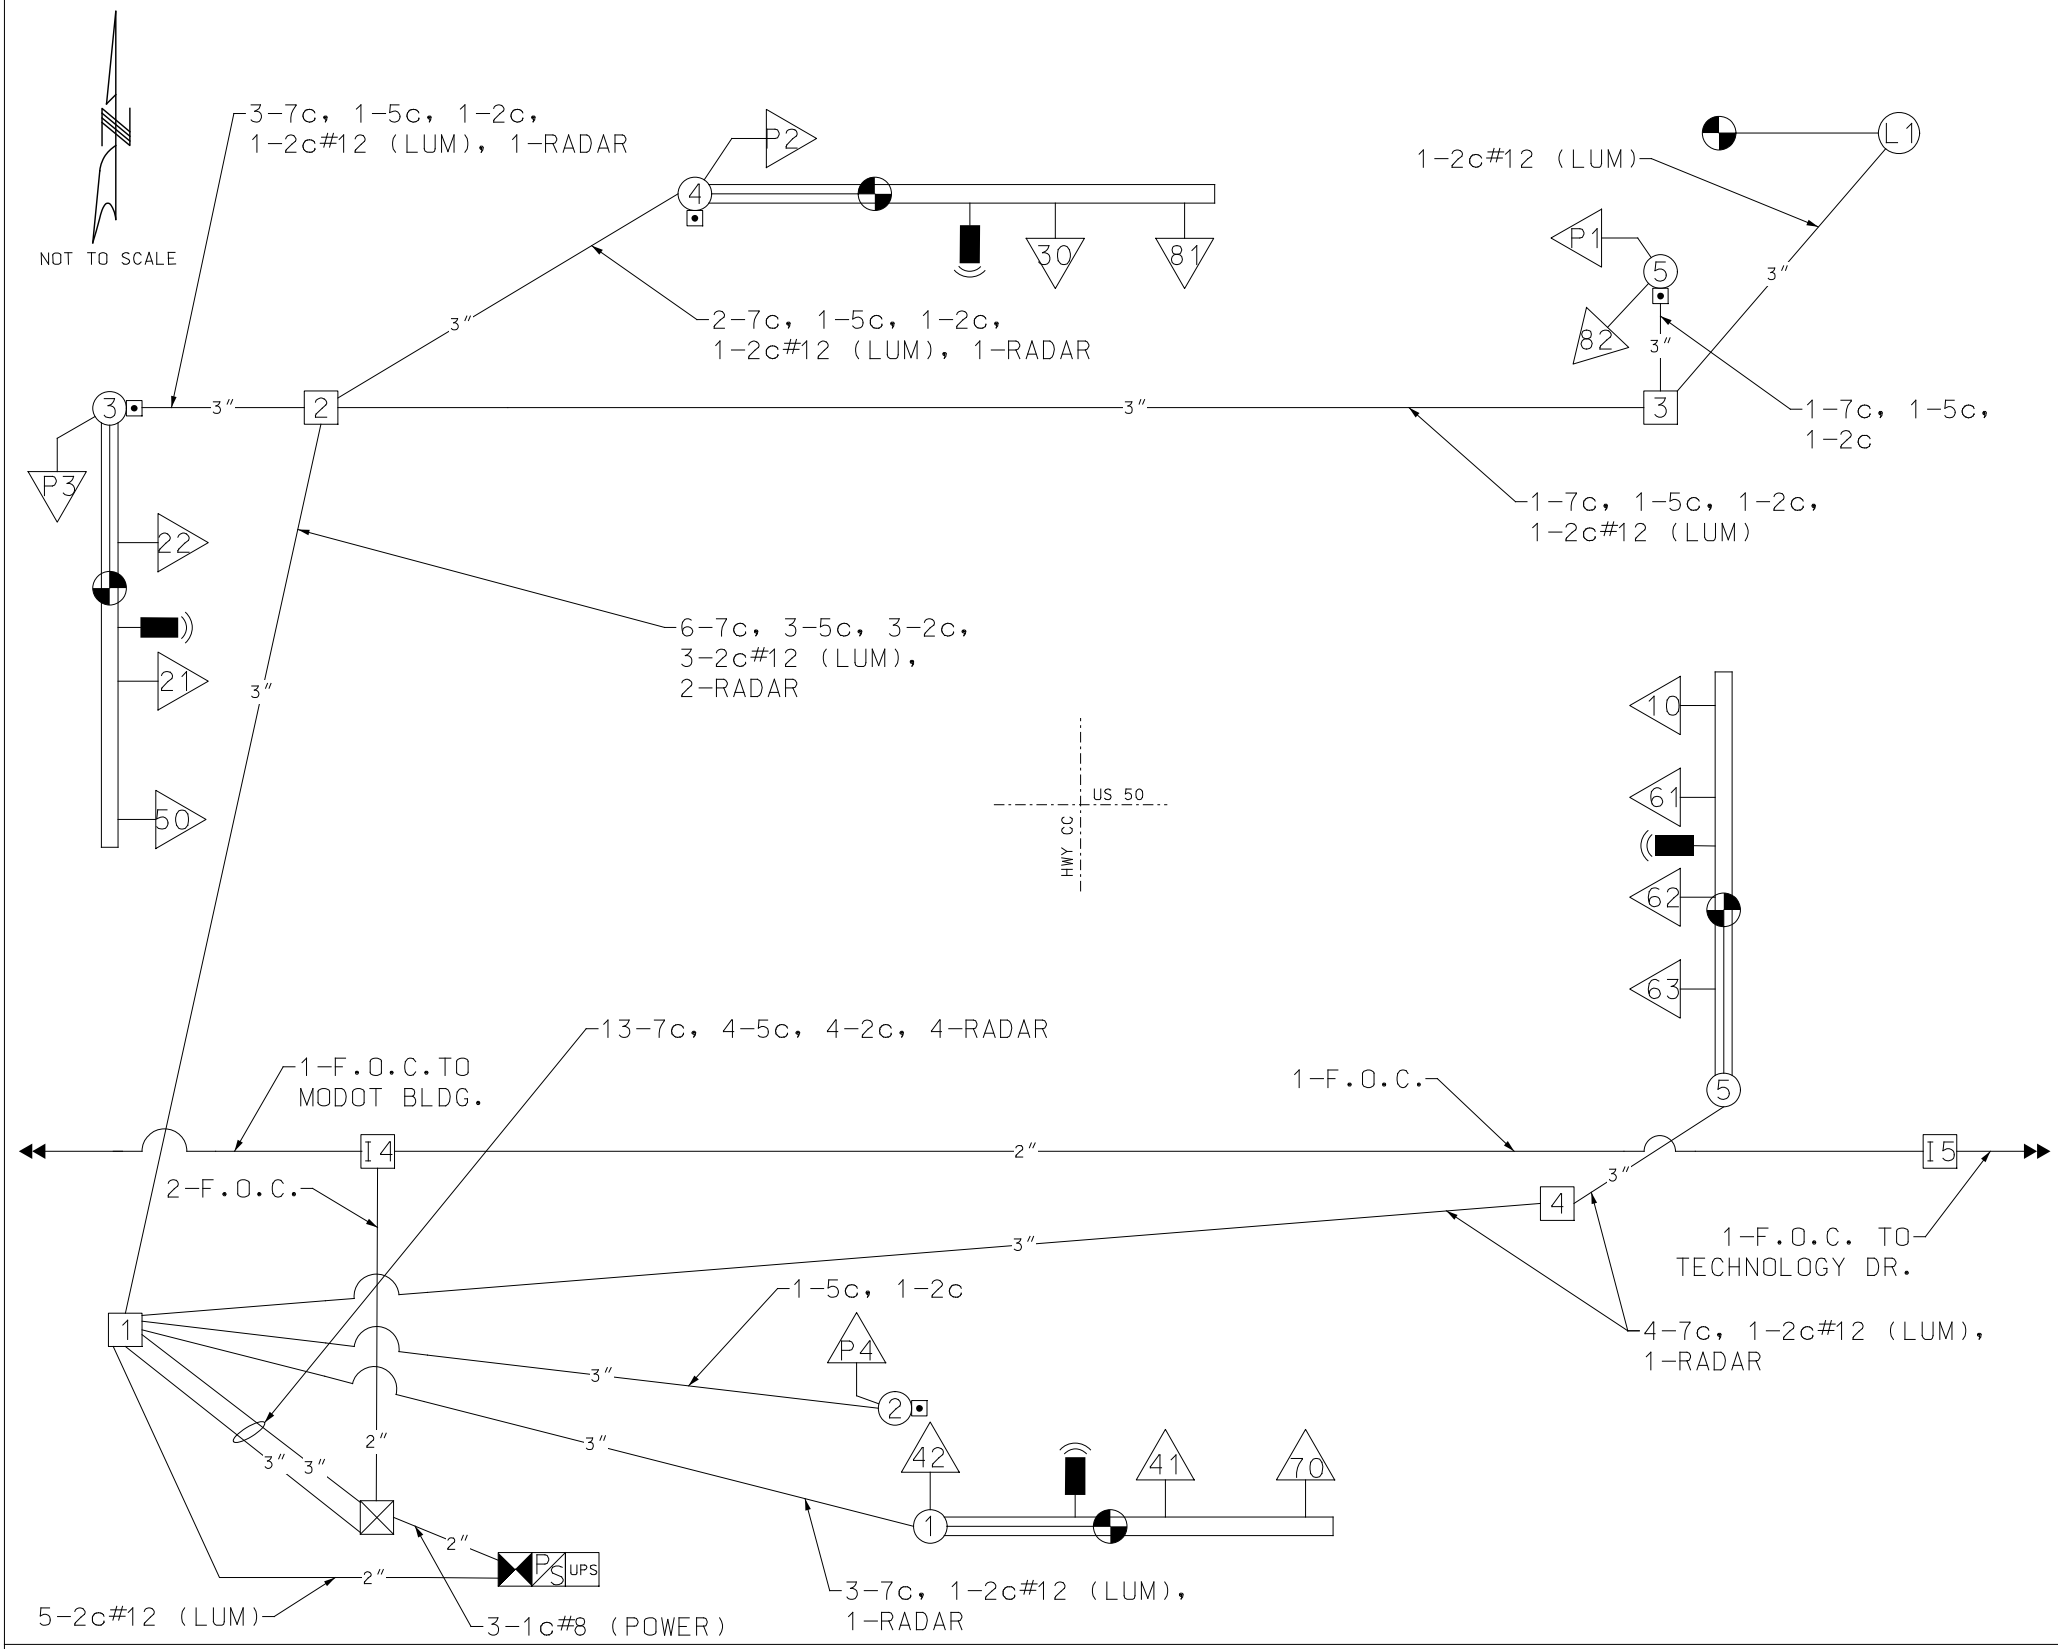 3-7c, 1-5c, 1-2c,
1-2c#12 (LUM), 1-RADAR
NOT TO SCALE
P2
4
30
81
3"
2-7c, 1-5c, 1-2c,
1-2c#12 (LUM), 1-RADAR
L1
1-2c#12 (LUM)
P1
5
82
3"
3"
3
3"
2
3"
3
1-7c, 1-5c,
1-2c
P3
1-7c, 1-5c, 1-2c,
1-2c#12 (LUM)
22
21
50
6-7c, 3-5c, 3-2c,
3-2c#12 (LUM),
2-RADAR
3"
10
61
62
63
5
US 50
HWY CC
13-7c, 4-5c, 4-2c, 4-RADAR
1-F.O.C.TO
MODOT BLDG.
1-F.O.C.
I4
2"
I5
2-F.O.C.
3"
4
3"
1-F.O.C. TO
TECHNOLOGY DR.
1-5c, 1-2c
4-7c, 1-2c#12 (LUM),
1-RADAR
1
P4
3"
2
3"
42
41
70
2"
3"
3"
1
2"
P/S
UPS
2"
5-2c#12 (LUM)
3-1c#8 (POWER)
3-7c, 1-2c#12 (LUM),
1-RADAR